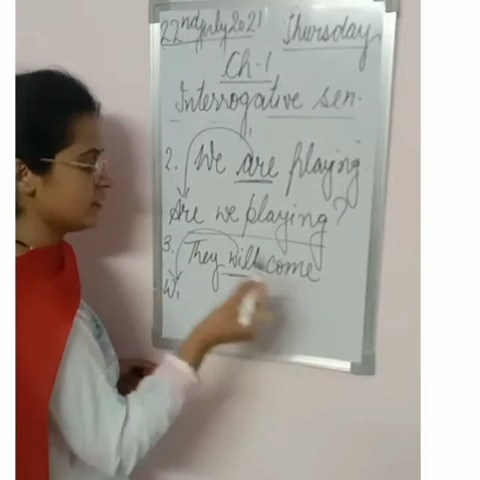 22nd July 2021 Thursday
Ch-1
Interrogative sen.
2. We are playing.
Are we playing?
3. They will come
Wi